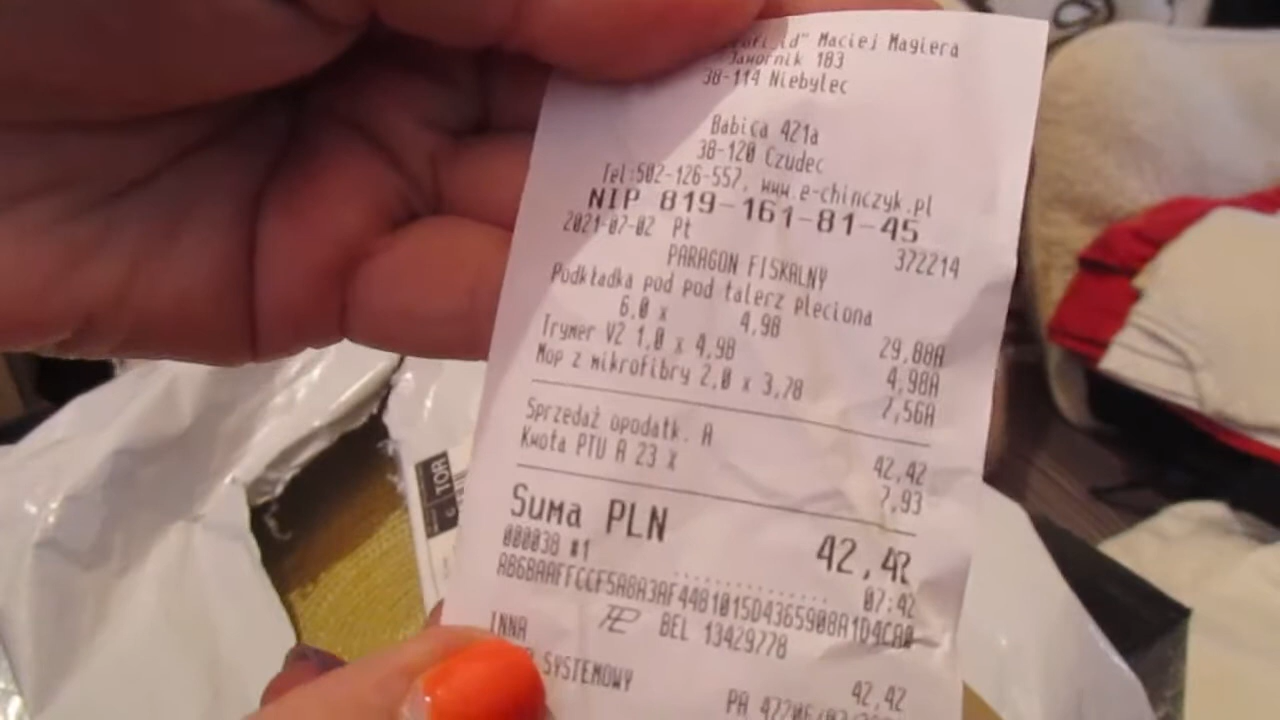 Maciej Magiera
Jawornik 183
38-114 Niebylec
Babica 421a
38-120 Czudec
Tel:502-126-557, www.e-chinczyk.pl
NIP 819-161-81-45
2021-07-02 Pt 372214
PARAGON FISKALNY
Podkładka pod pod talerz pleciona
6,0 x 4,98 29,88A
Trymer V2 1,0 x 4,98 4,98A
Mop z mikrofibry 2,0 x 3,78 7,56A
Sprzedaż opodatk. A 42,42
Kwota PTU A 23 % 7,93
Suma PLN 42,42
000038 #1 07:42
INNA BEL 13429778 42,42
SYSTEMOWY
TOR